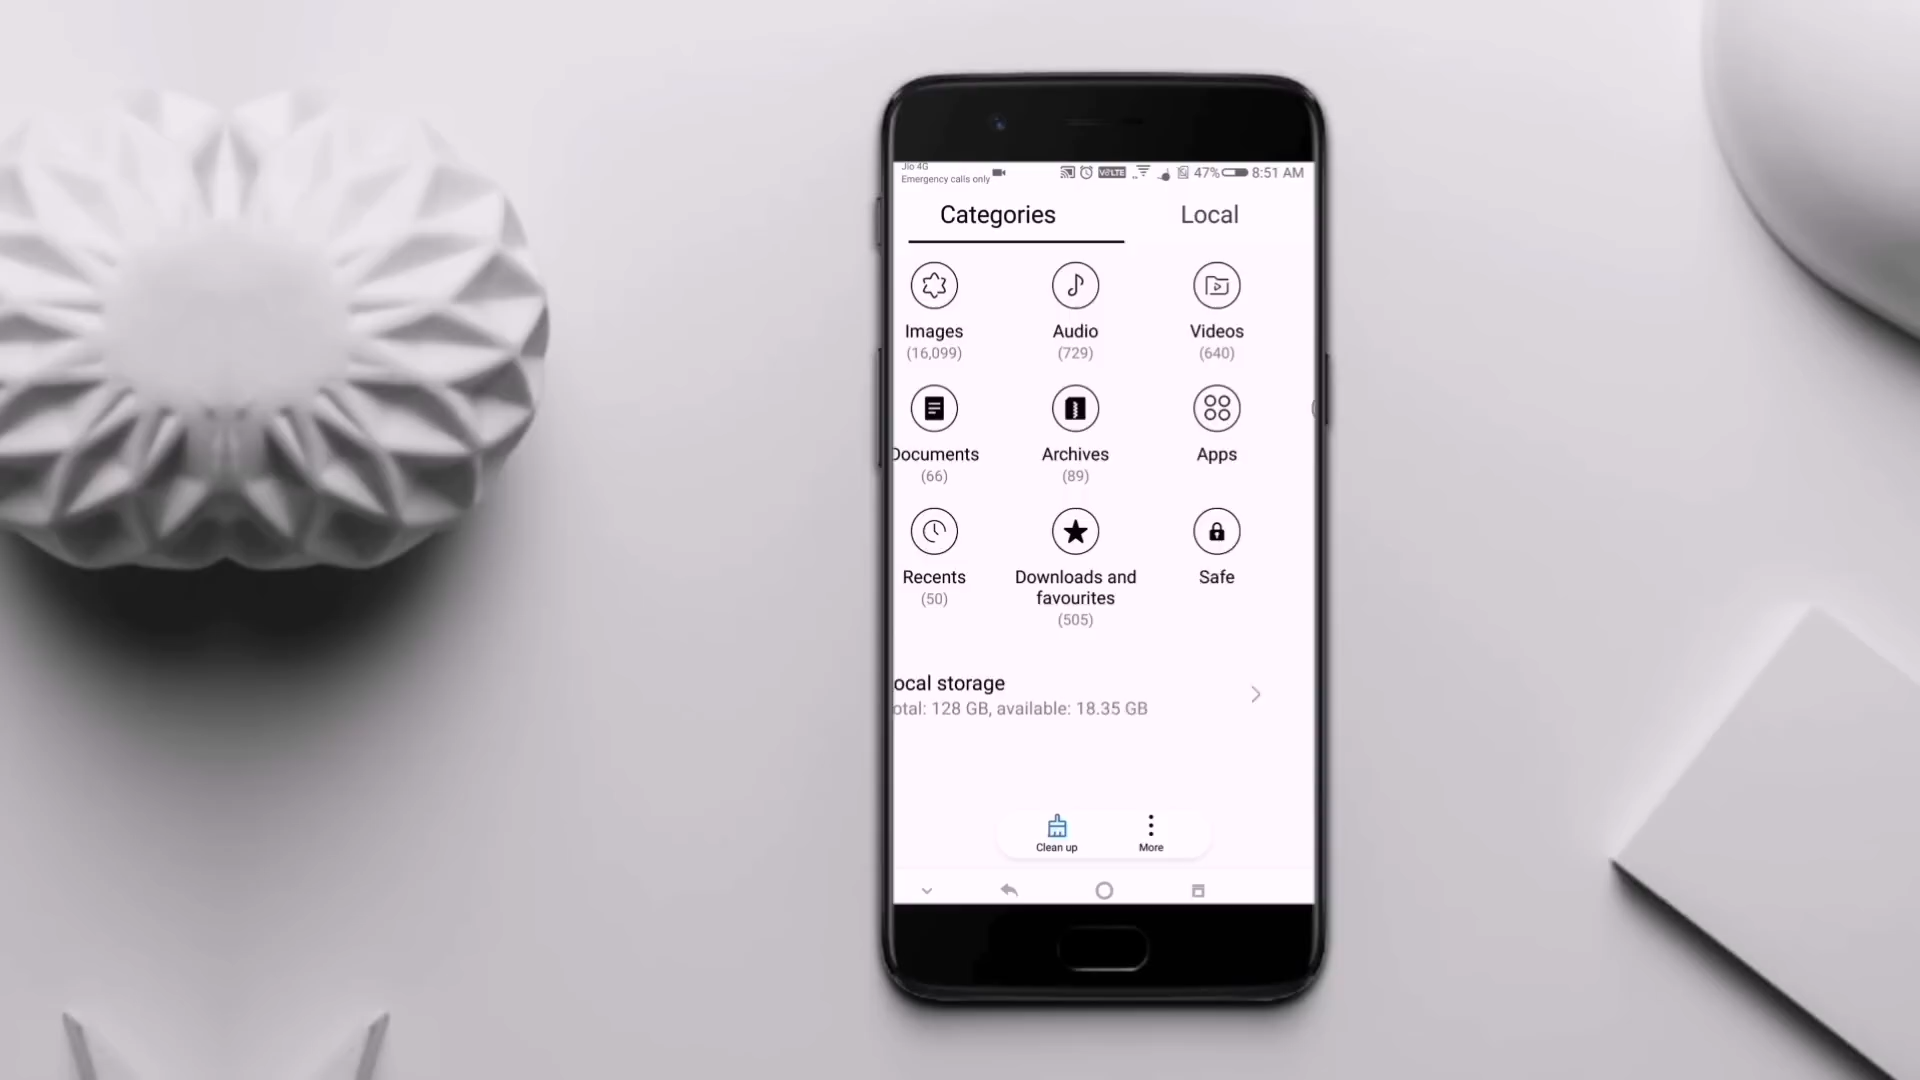 Jio 4G
Emergency calls only
VoLTE 47% 8:51 AM
Categories Local
Images Audio Videos
(16,099) (729) (640)
Documents Archives Apps
(66) (89)
Recents Downloads and favourites Safe
(50) (505)
ocal storage
otal: 128 GB, available: 18.35 GB
Clean up More